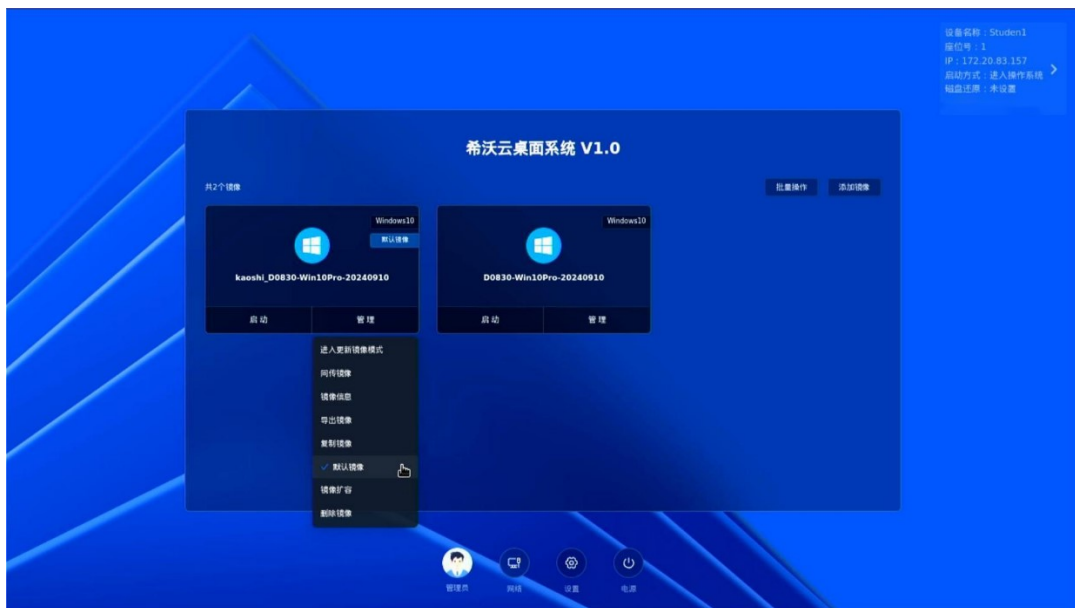 设备名称：Studen1
座位号：1
IP：172.20.83.157
启动方式：进入操作系统
磁盘还原：未设置
希沃云桌面系统 V1.0
共2个镜像
批量操作
添加镜像
Windows10
默认镜像
kaoshi_D0830-Win10Pro-20240910
启动
管理
Windows10
D0830-Win10Pro-20240910
启动
管理
进入更新镜像模式
同传镜像
镜像信息
导出镜像
复制镜像
默认镜像
镜像扩容
删除镜像
管理员
网络
设置
电源